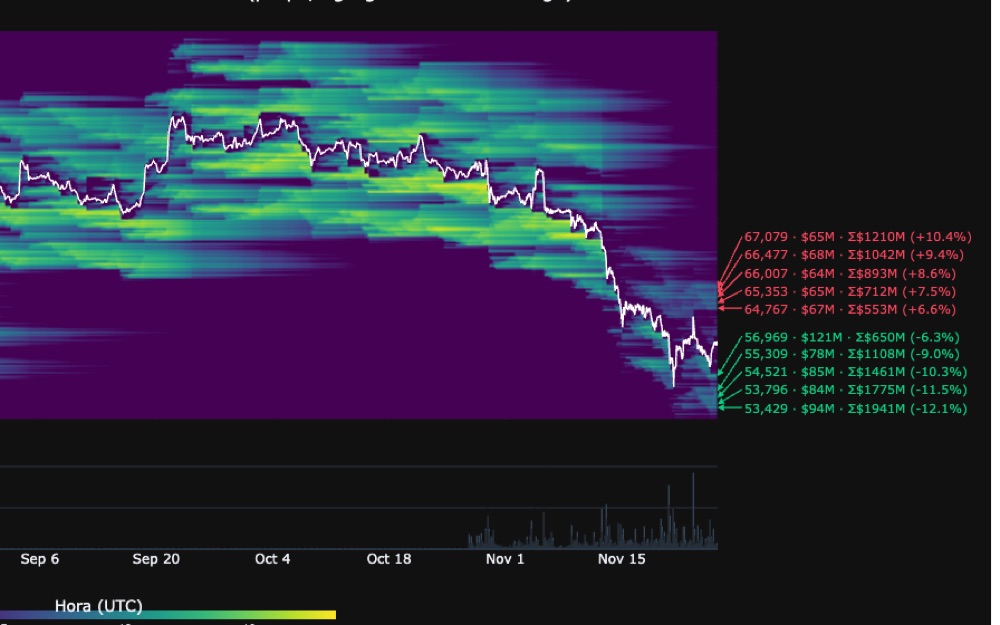 67,079 · $65M · Σ$1210M (+10.4%)
66,477 · $68M · Σ$1042M (+9.4%)
66,007 · $64M · Σ$893M (+8.6%)
65,353 · $65M · Σ$712M (+7.5%)
64,767 · $67M · Σ$553M (+6.6%)
56,969 · $121M · Σ$650M (-6.3%)
55,309 · $78M · Σ$1108M (-9.0%)
54,521 · $85M · Σ$1461M (-10.3%)
53,796 · $84M · Σ$1775M (-11.5%)
53,429 · $94M · Σ$1941M (-12.1%)
Sep 6 Sep 20 Oct 4 Oct 18 Nov 1 Nov 15
Hora (UTC)